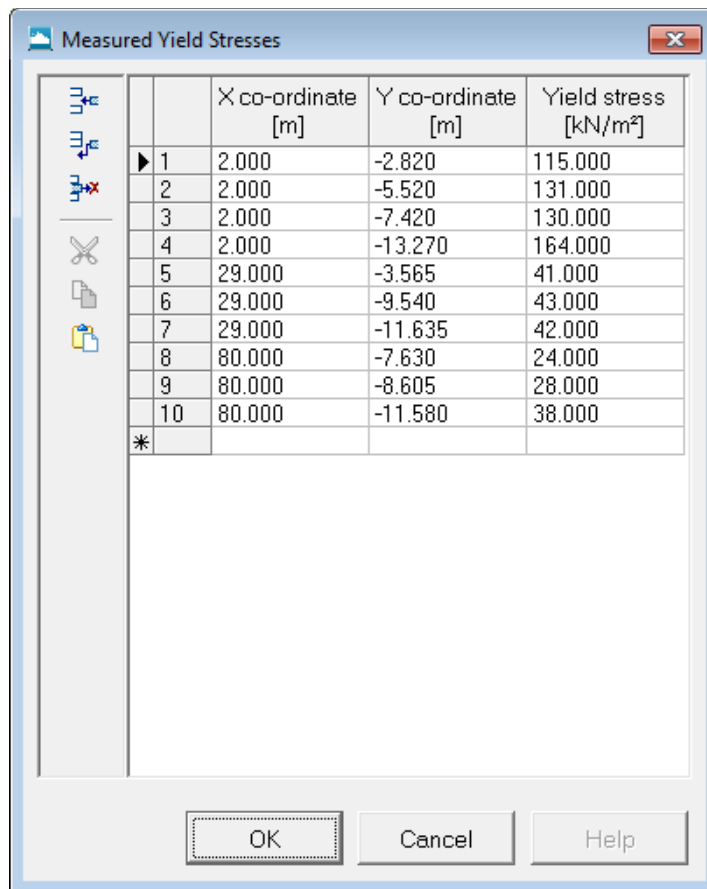 Measured Yield Stresses
X co-ordinate [m] Y co-ordinate [m] Yield stress [kN/m²]
1 2.000 -2.820 115.000
2 2.000 -5.520 131.000
3 2.000 -7.420 130.000
4 2.000 -13.270 164.000
5 29.000 -3.565 41.000
6 29.000 -9.540 43.000
7 29.000 -11.635 42.000
8 80.000 -7.630 24.000
9 80.000 -8.605 28.000
10 80.000 -11.580 38.000
*
OK Cancel Help